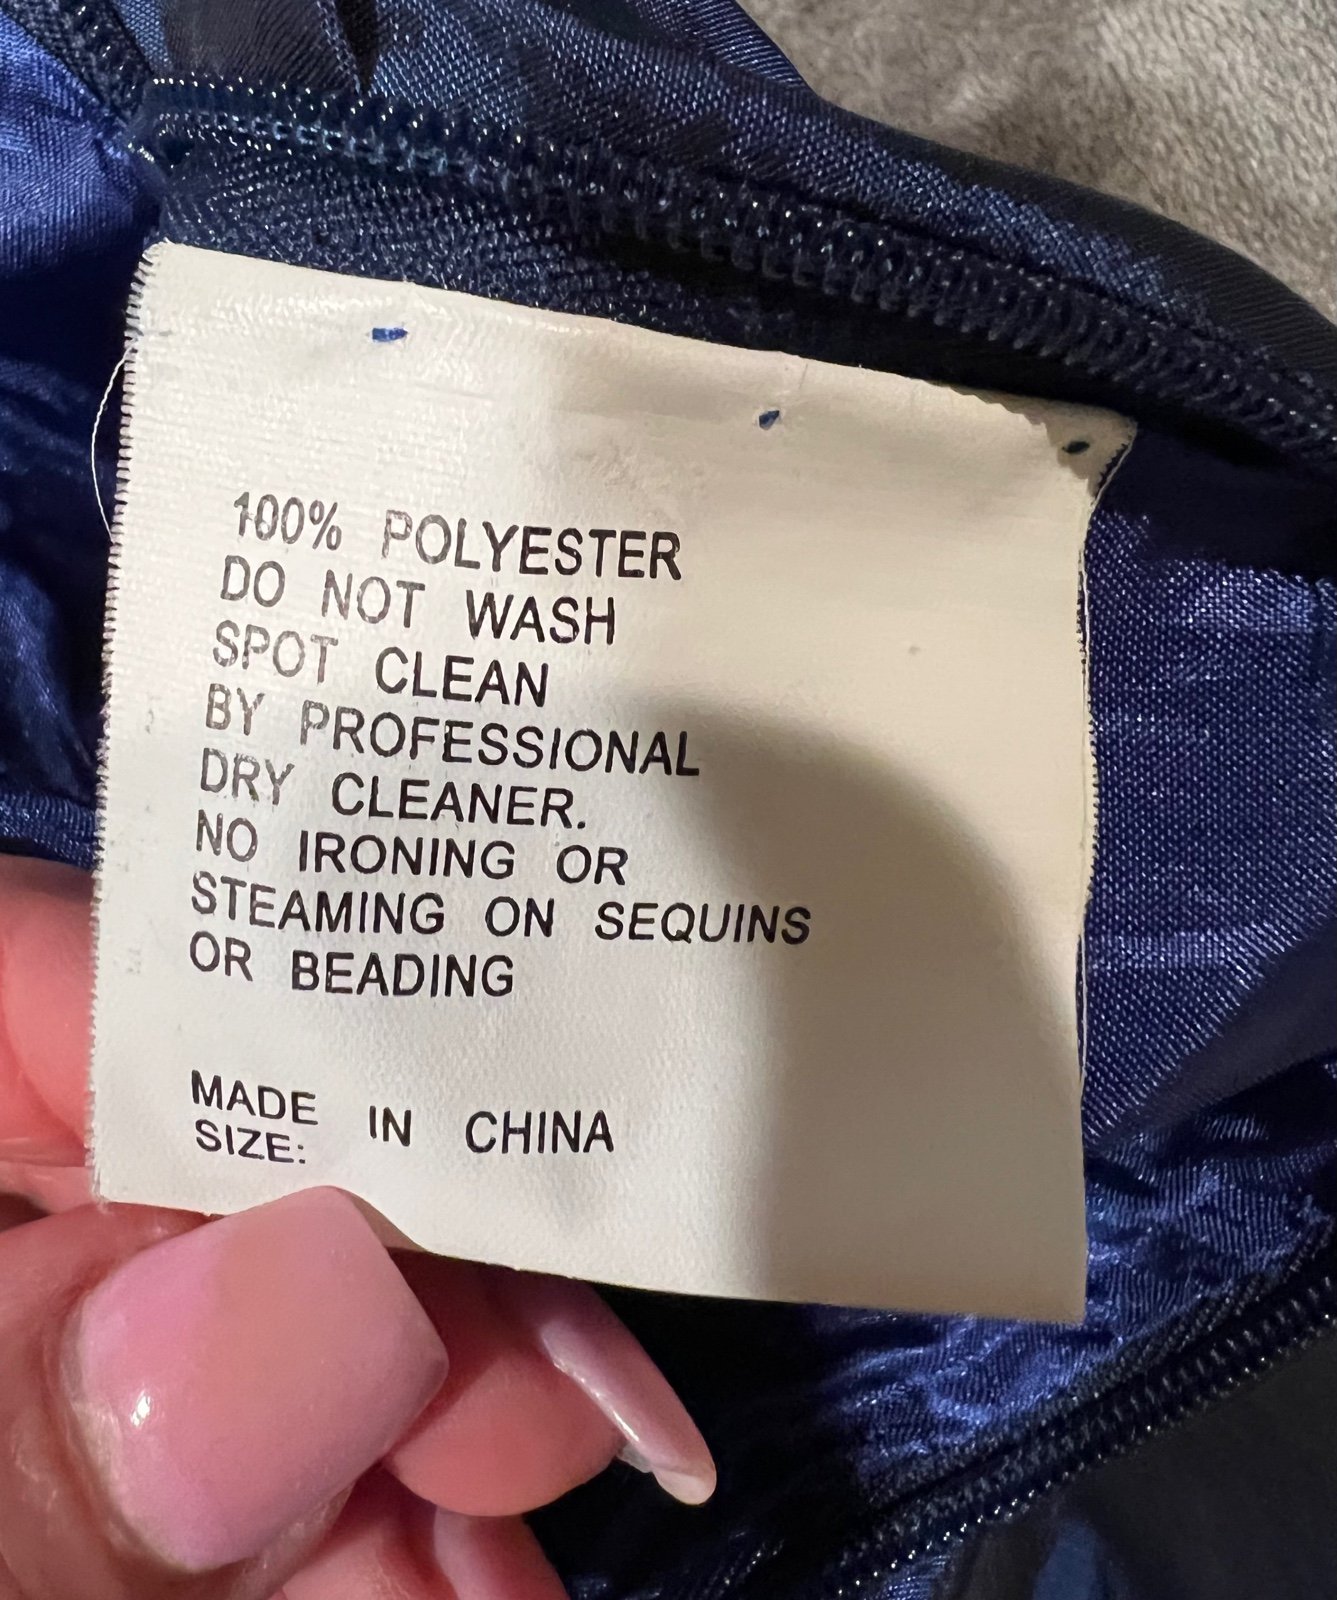 100% POLYESTER
DO NOT WASH
SPOT CLEAN
BY PROFESSIONAL
DRY CLEANER.
NO IRONING OR
STEAMING ON SEQUINS
OR BEADING
MADE IN CHINA
SIZE: